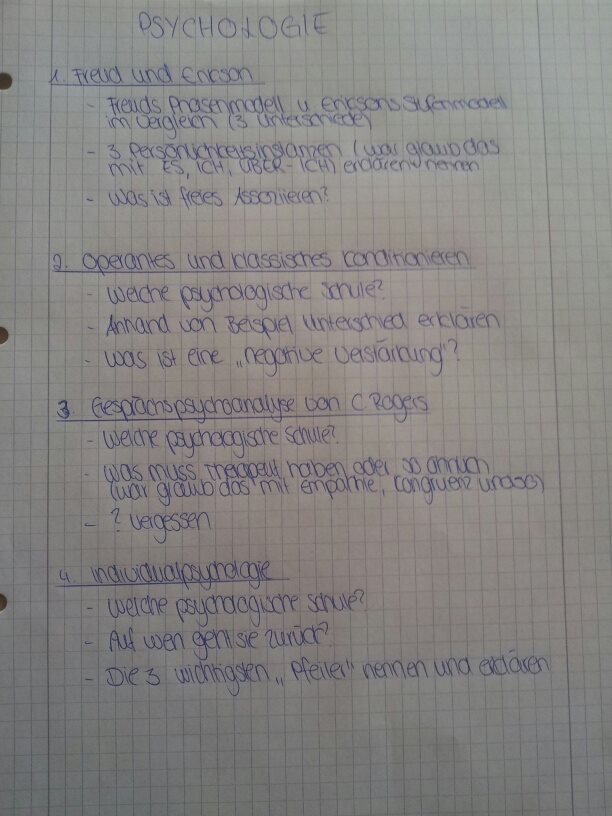 PSYCHOLOGIE
1. Freud und Erikson
- Freuds Phasenmodell u. Eriksons Stufenmodell
im Vergleich (3 Unterschiede)
- 3 Persönlichkeitsinstanzen (war glaub das
mit ES, ICH, ÜBER-ICH) erklären + nennen
- Was ist freies Assoziieren?
2. Operantes und klassisches Konditionieren
- Welche psychologische Schule?
- Anhand von Beispiel Unterschied erklären
- Was ist eine „negative Verstärkung"?
3. Gesprächspsychoanalyse von C. Rogers
- Welche psychologische Schule?
- Was muss Therapeut haben oder so ähnlich
(war glaub das mit Empathie, Kongruenz und so)
- ? vergessen
4. Individualpsychologie
- Welche psychologische Schule?
- Auf wen geht sie zurück?
- Die 3 wichtigsten „Pfeiler" nennen und erklären